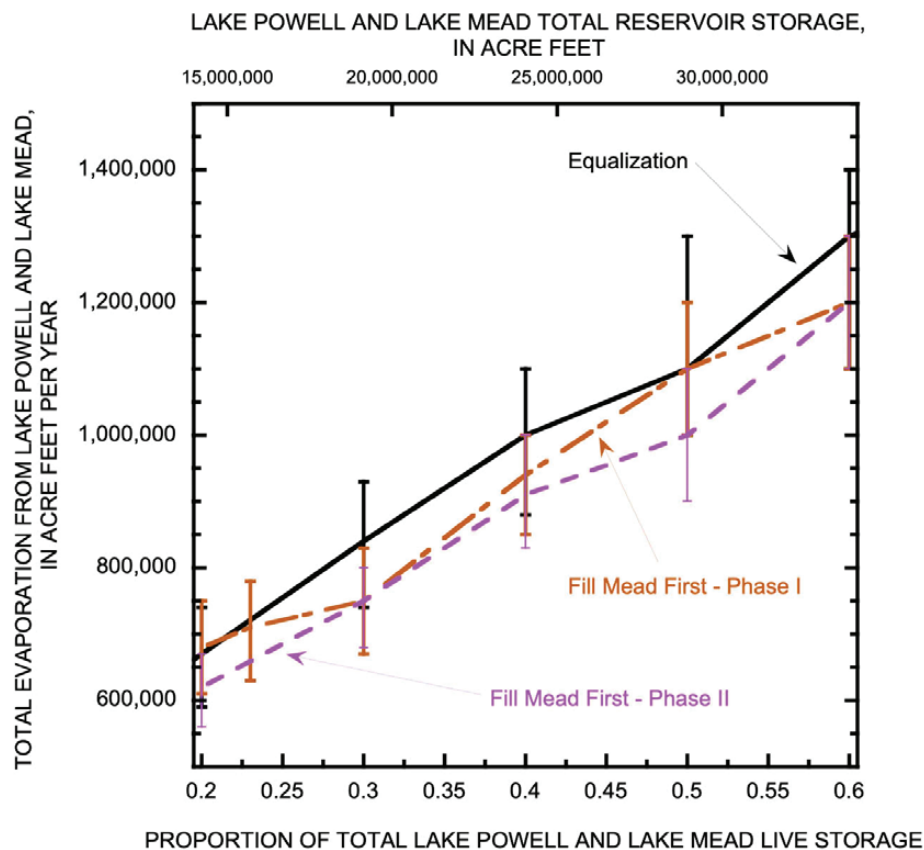 LAKE POWELL AND LAKE MEAD TOTAL RESERVOIR STORAGE,
IN ACRE FEET
15,000,000 20,000,000 25,000,000 30,000,000
TOTAL EVAPORATION FROM LAKE POWELL AND LAKE MEAD,
IN ACRE FEET PER YEAR
1,400,000
1,200,000
1,000,000
800,000
600,000
Equalization
Fill Mead First - Phase I
Fill Mead First - Phase II
0.2 0.25 0.3 0.35 0.4 0.45 0.5 0.55 0.6
PROPORTION OF TOTAL LAKE POWELL AND LAKE MEAD LIVE STORAGE